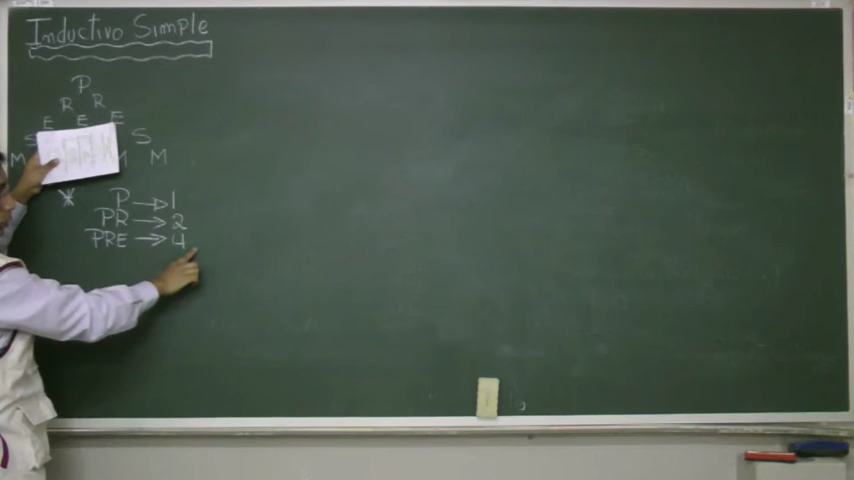 Inductivo Simple
P
R R
E E E
S S
M M M
* P → 1
PR → 2
PRE → 4